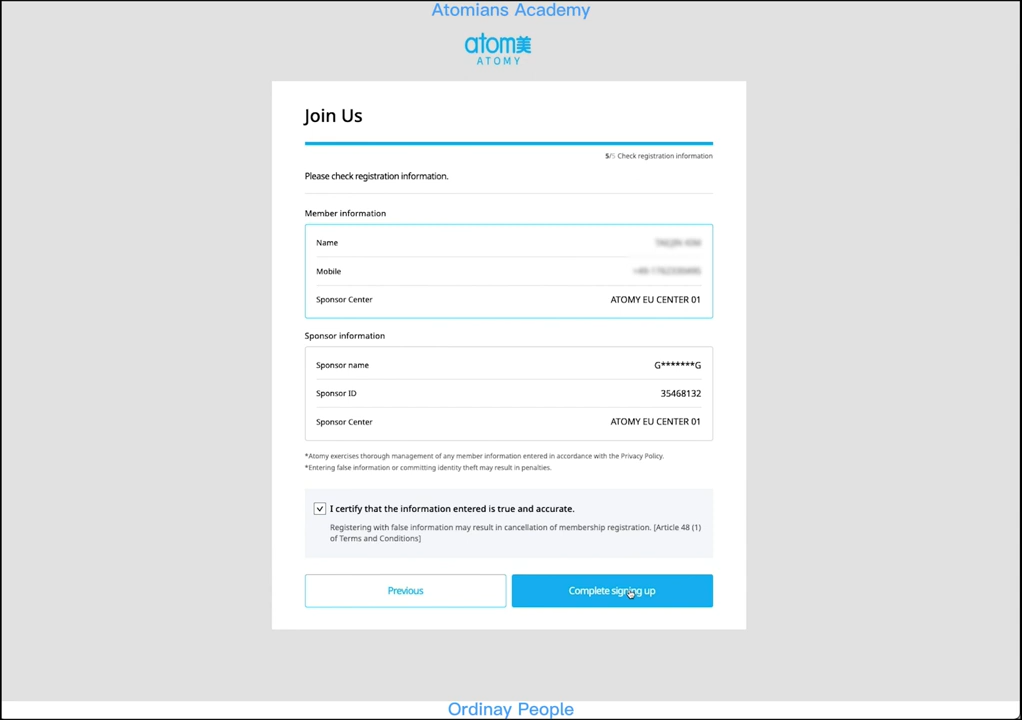 Atomians Academy
atom美
ATOMY
Join Us
5/5 Check registration information
Please check registration information.
Member information
Name
Mobile
Sponsor Center ATOMY EU CENTER 01
Sponsor information
Sponsor name G*******G
Sponsor ID 35468132
Sponsor Center ATOMY EU CENTER 01
*Atomy exercises thorough management of any member information entered in accordance with the Privacy Policy.
*Entering false information or committing identity theft may result in penalties.
I certify that the information entered is true and accurate.
Registering with false information may result in cancellation of membership registration. [Article 48 (1)
of Terms and Conditions]
Previous Complete signing up
Ordinay People